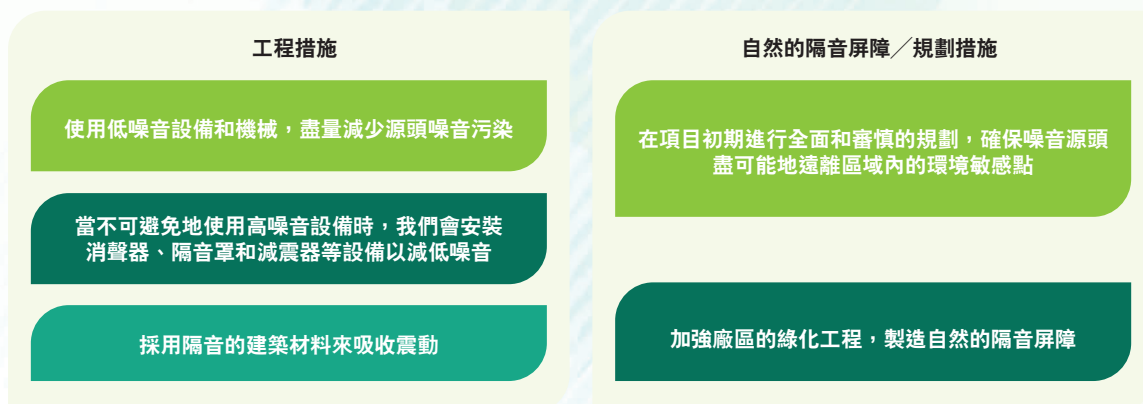 工程措施
使用低噪音設備和機械，盡量減少源頭噪音污染
當不可避免地使用高噪音設備時，我們會安裝
消聲器、隔音罩和減震器等設備以減低噪音
採用隔音的建築材料來吸收震動
自然的隔音屏障／規劃措施
在項目初期進行全面和審慎的規劃，確保噪音源頭
盡可能地遠離區域內的環境敏感點
加強廠區的綠化工程，製造自然的隔音屏障